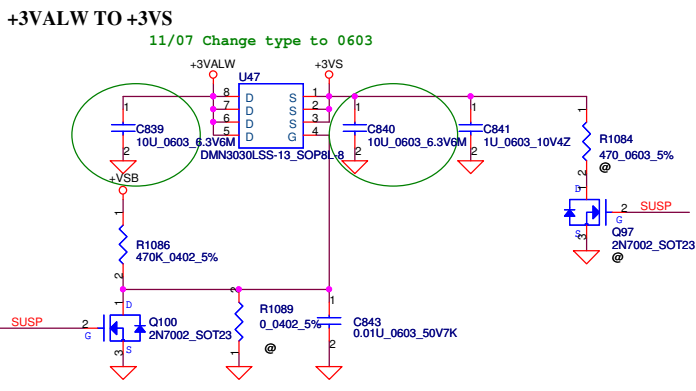 +3VALW TO +3VS
11/07 Change type to 0603
+3VALW
+3VS
U47
8 D S 1
7 D S 2
6 D S 3
5 D G 4
DMN3030LSS-13_SOP8L-8
1
C839
10U_0603_6.3V6M
2
1
C840
10U_0603_6.3V6M
2
1
C841
1U_0603_10V4Z
2
1
R1084
470_0603_5%
@
2
+VSB
1
R1086
470K_0402_5%
2
1
D
2
G
SUSP
S
3
Q97
2N7002_SOT23
@
SUSP
2
G
1
D
Q100
2N7002_SOT23
3
S
2
R1089
0_0402_5%
1
@
1
C843
0.01U_0603_50V7K
2